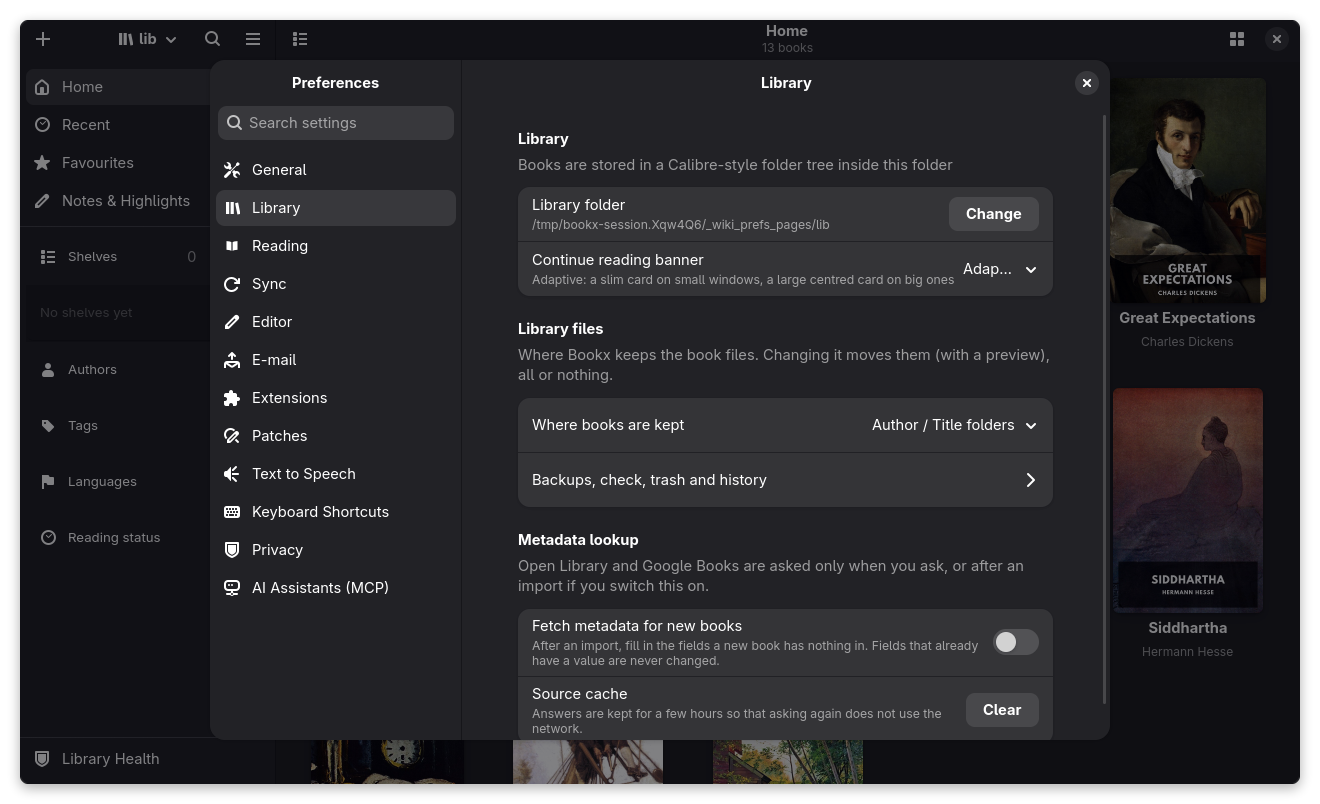 lib
Home
13 books
Home
Recent
Favourites
Notes & Highlights
Shelves
0
No shelves yet
Authors
Tags
Languages
Reading status
Library Health
Preferences
Search settings
General
Library
Reading
Sync
Editor
E-mail
Extensions
Patches
Text to Speech
Keyboard Shortcuts
Privacy
AI Assistants (MCP)
Library
Library
Books are stored in a Calibre-style folder tree inside this folder
Library folder
/tmp/bookx-session.Xqw4Q6/_wiki_prefs_pages/lib
Change
Continue reading banner
Adaptive: a slim card on small windows, a large centred card on big ones
Adap...
Library files
Where Bookx keeps the book files. Changing it moves them (with a preview),
all or nothing.
Where books are kept
Author / Title folders
Backups, check, trash and history
Metadata lookup
Open Library and Google Books are asked only when you ask, or after an
import if you switch this on.
Fetch metadata for new books
After an import, fill in the fields a new book has nothing in. Fields that already
have a value are never changed.
Source cache
Answers are kept for a few hours so that asking again does not use the
network.
Clear
GREAT
EXPECTATIONS
CHARLES DICKENS
Great Expectations
Charles Dickens
SIDDHARTHA
HERMANN HESSE
Siddhartha
Hermann Hesse